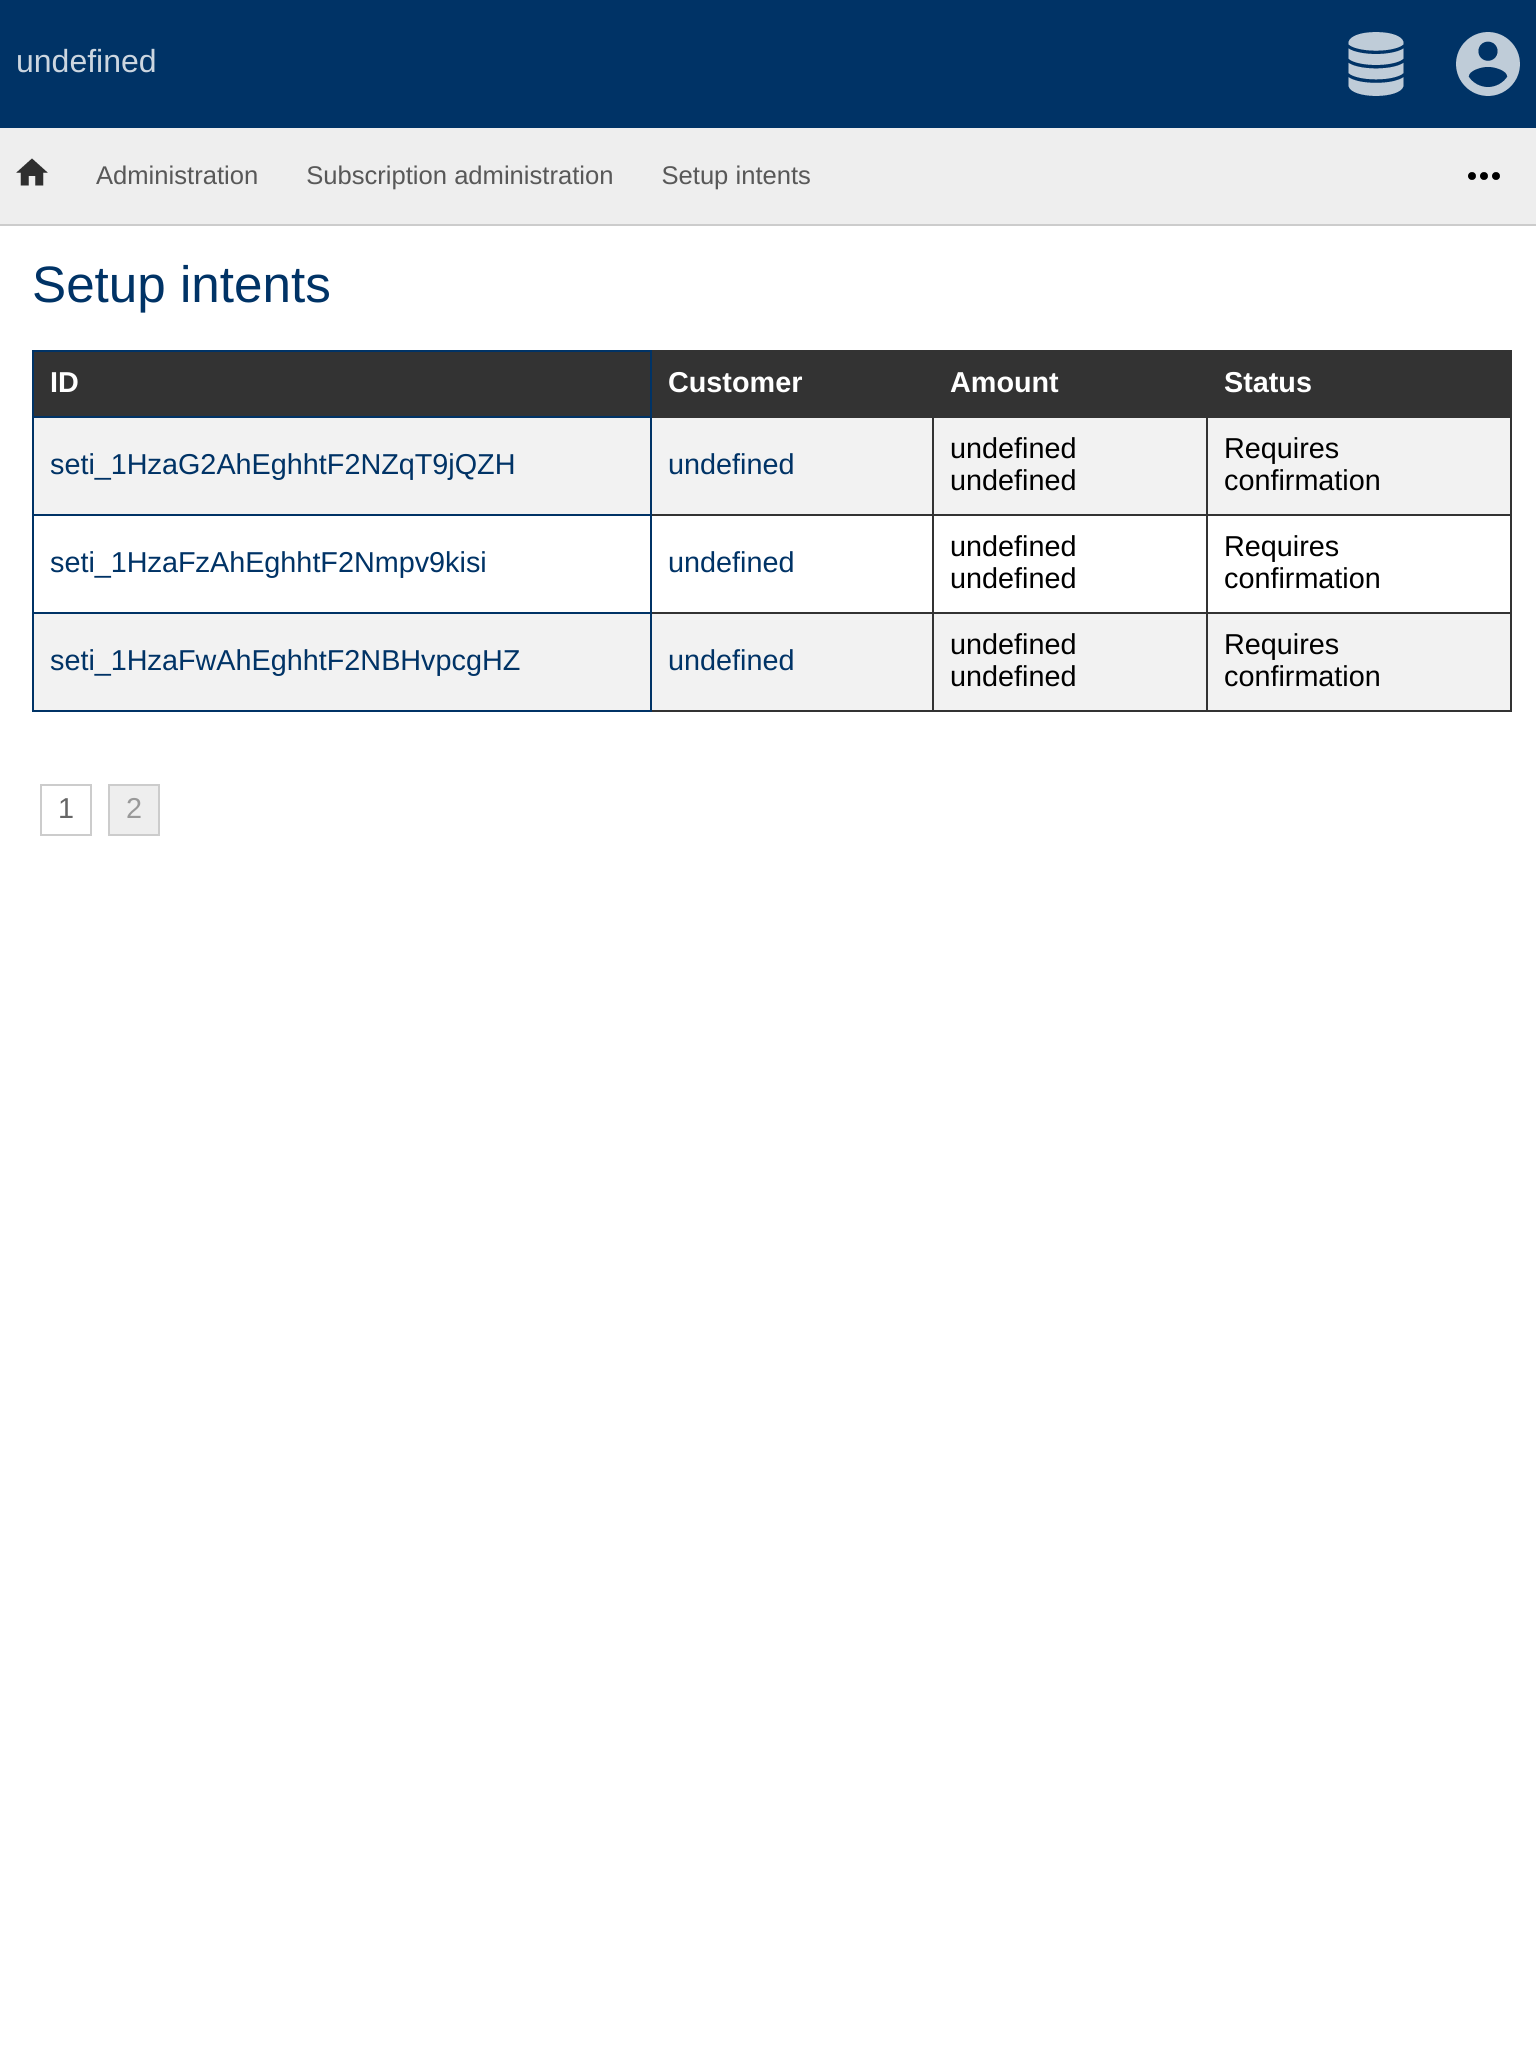 undefined
Administration Subscription administration Setup intents
Setup intents
ID Customer Amount Status
seti_1HzaG2AhEghhtF2NZqT9jQZH undefined undefined undefined Requires confirmation
seti_1HzaFzAhEghhtF2Nmpv9kisi undefined undefined undefined Requires confirmation
seti_1HzaFwAhEghhtF2NBHvpcgHZ undefined undefined undefined Requires confirmation
1 2